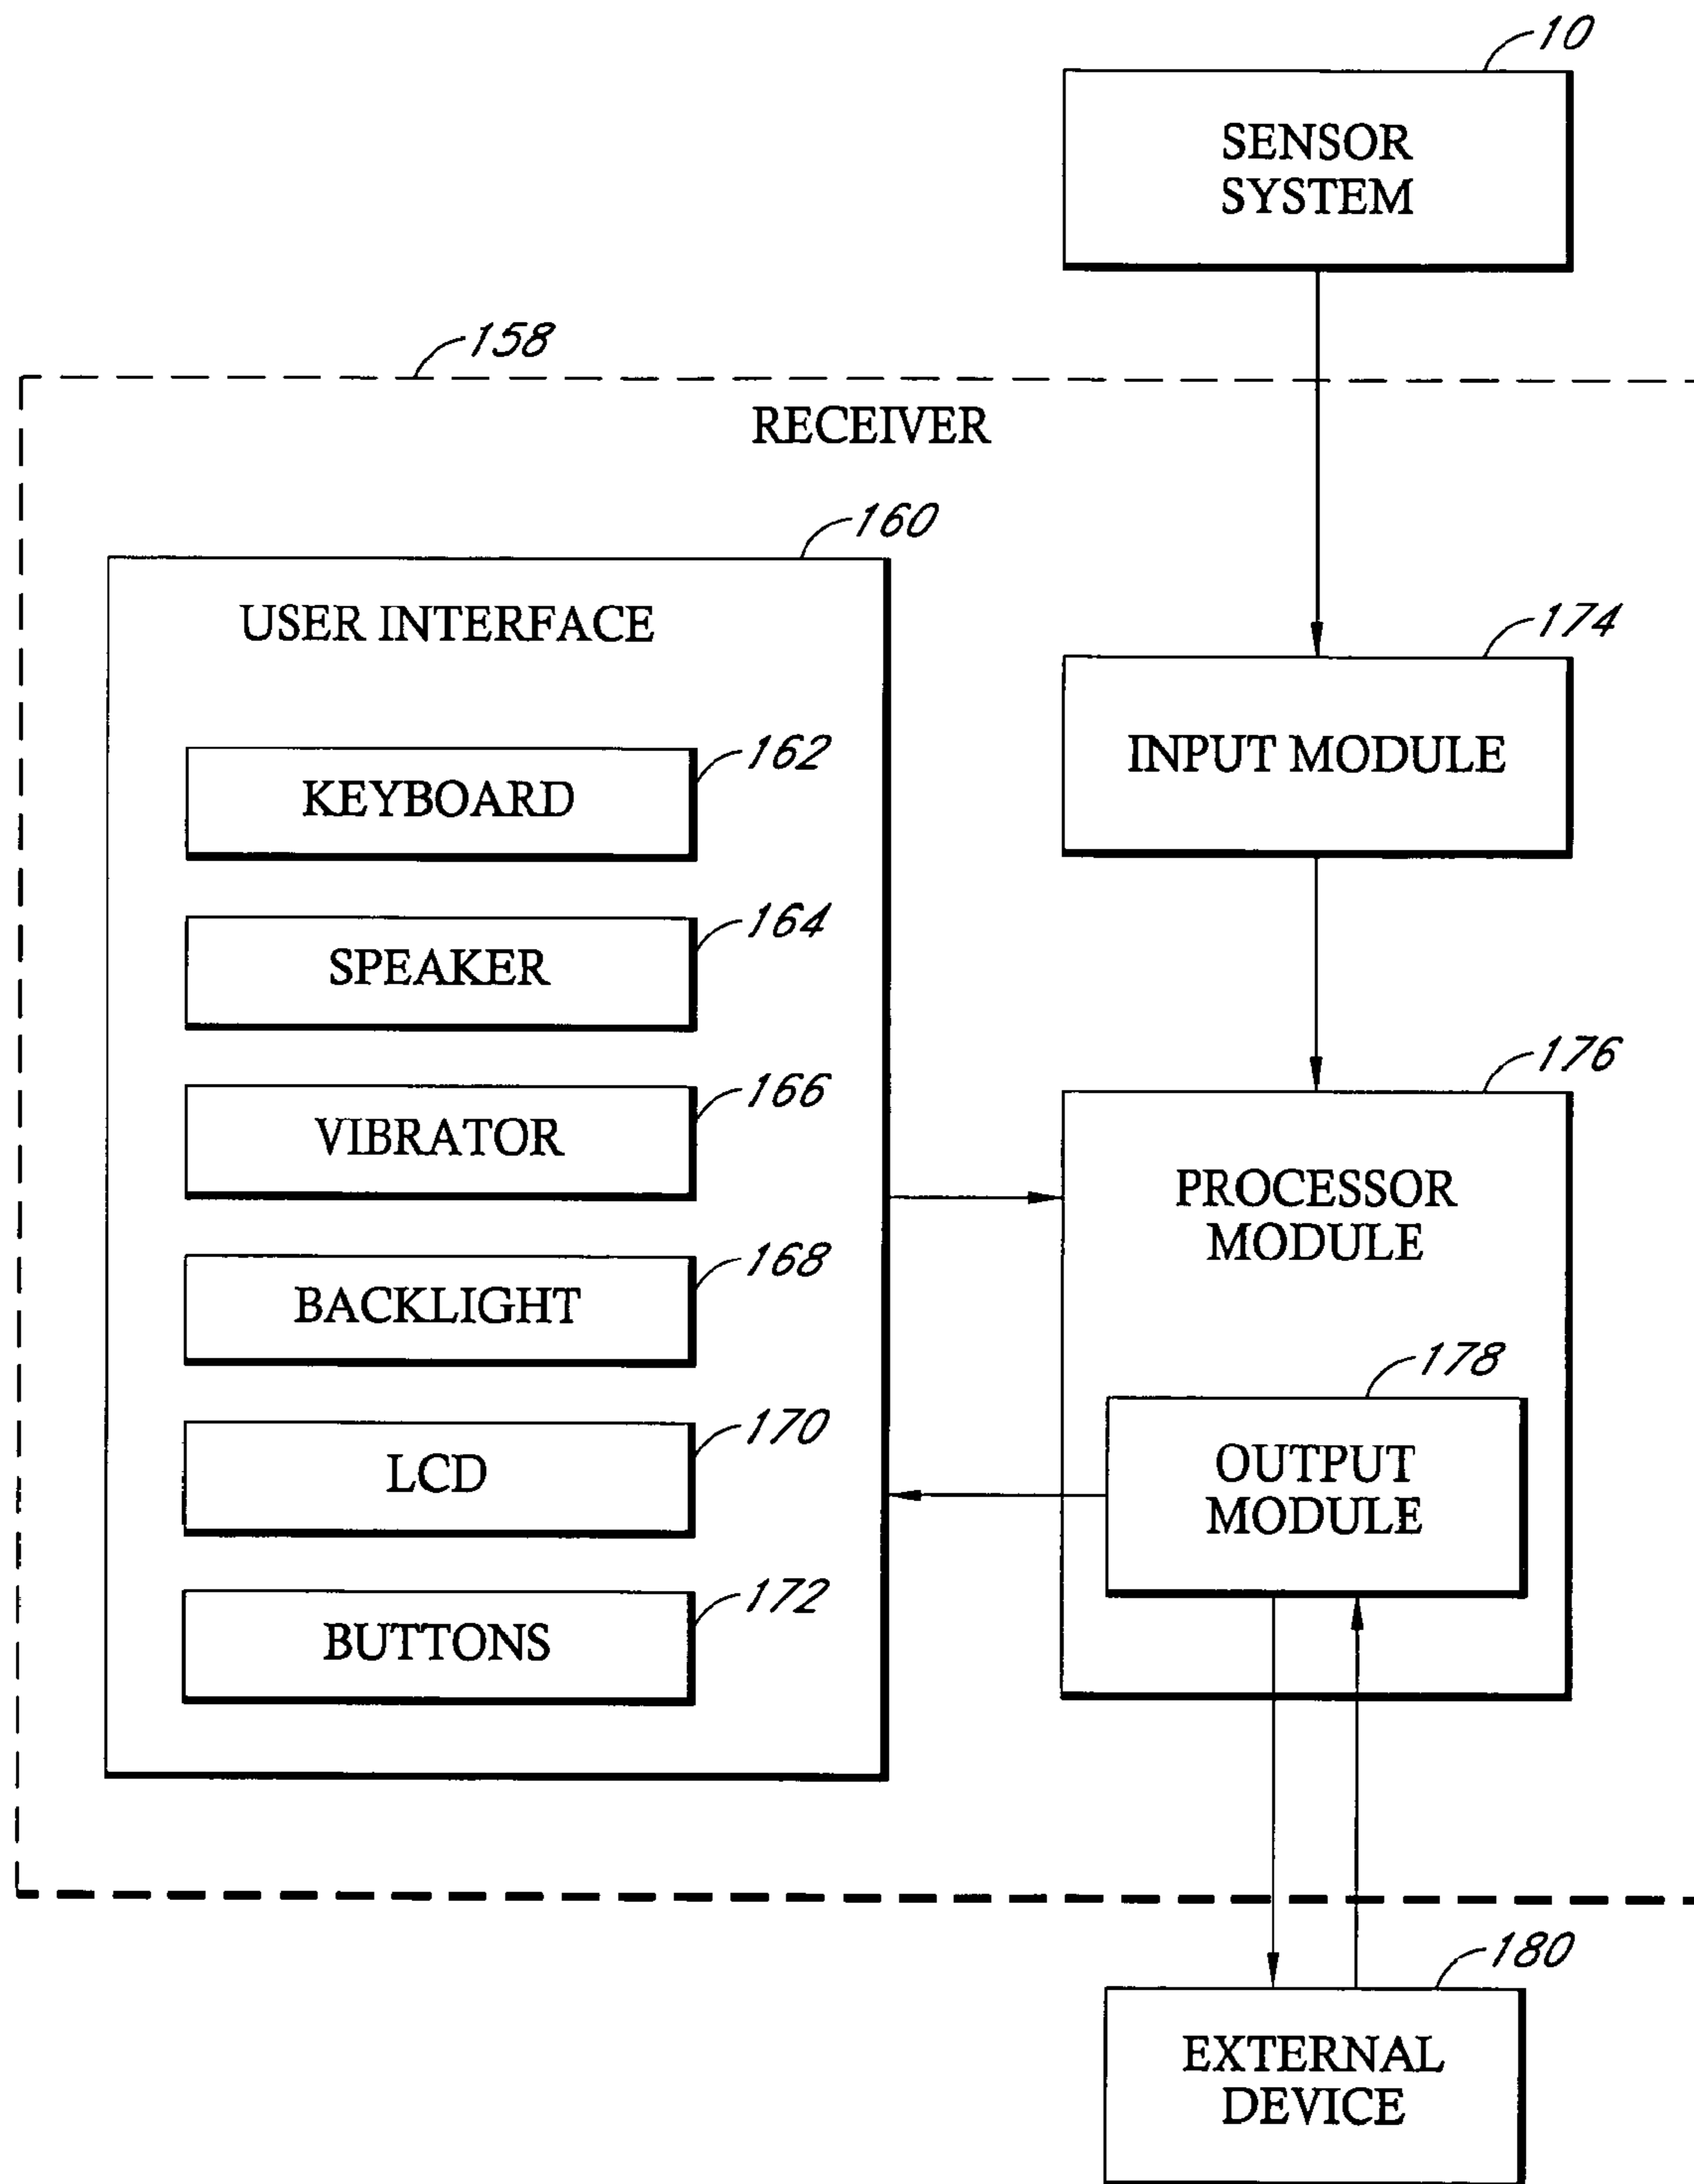 10
SENSOR
SYSTEM
158
RECEIVER
160
USER INTERFACE
174
INPUT MODULE
162
KEYBOARD
164
SPEAKER
166
VIBRATOR
168
BACKLIGHT
170
LCD
172
BUTTONS
176
PROCESSOR
MODULE
178
OUTPUT
MODULE
180
EXTERNAL
DEVICE